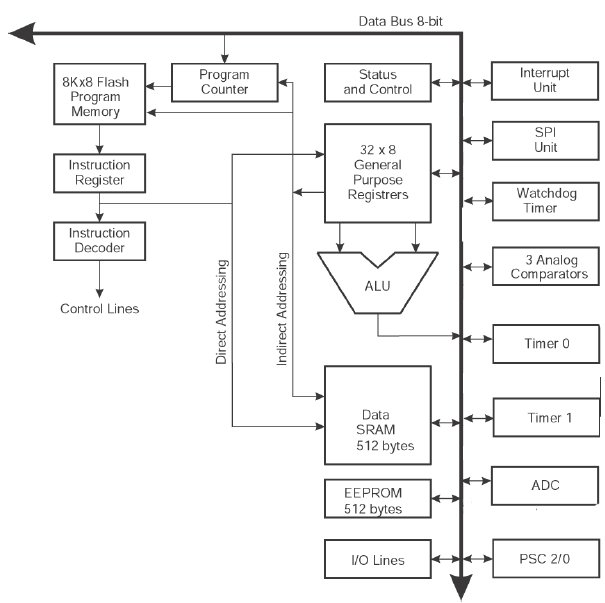 Data Bus 8-bit
8Kx8 Flash
Program
Memory
Program
Counter
Status
and Control
Interrupt
Unit
32 x 8
General
Purpose
Registrers
SPI
Unit
Instruction
Register
Watchdog
Timer
Instruction
Decoder
Control Lines
Direct Addressing
Indirect Addressing
ALU
3 Analog
Comparators
Timer 0
Data
SRAM
512 bytes
Timer 1
EEPROM
512 bytes
ADC
I/O Lines
PSC 2/0